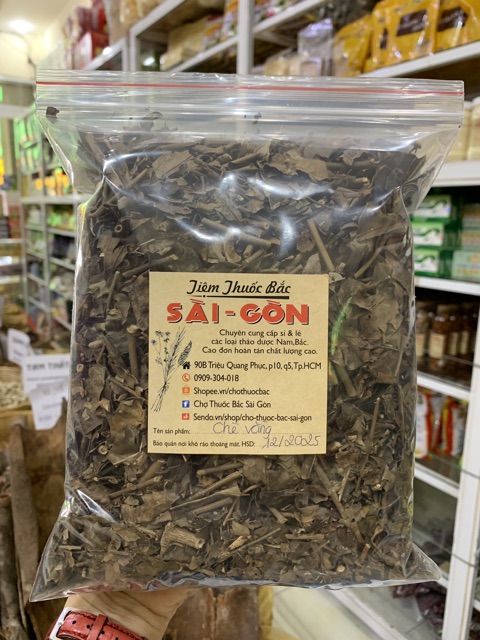 Tiệm Thuốc Bắc
SÀI-GÒN
Chuyên cung cấp sỉ & lẻ
các loại thảo dược Nam,Bắc.
Cao đơn hoàn tán chất lượng cao.
90B Triệu Quang Phục, p10, q5,Tp.HCM
0909-304-018
Shopee.vn/chothuocbac
Chợ Thuốc Bắc Sài Gòn
Sendo.vn/shop/cho-thuoc-bac-sai-gon
Tên sản phẩm: Chè vằng
Bảo quản nơi khô ráo thoáng mát. HSD: 12/2025